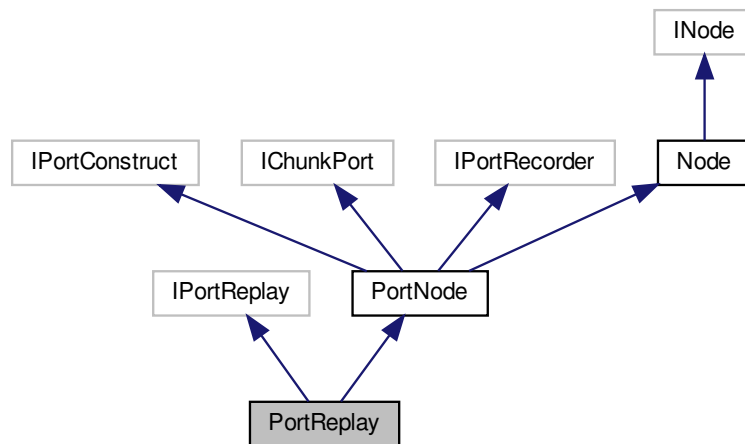 INode
IPortConstruct
IChunkPort
IPortRecorder
Node
IPortReplay
PortNode
PortReplay